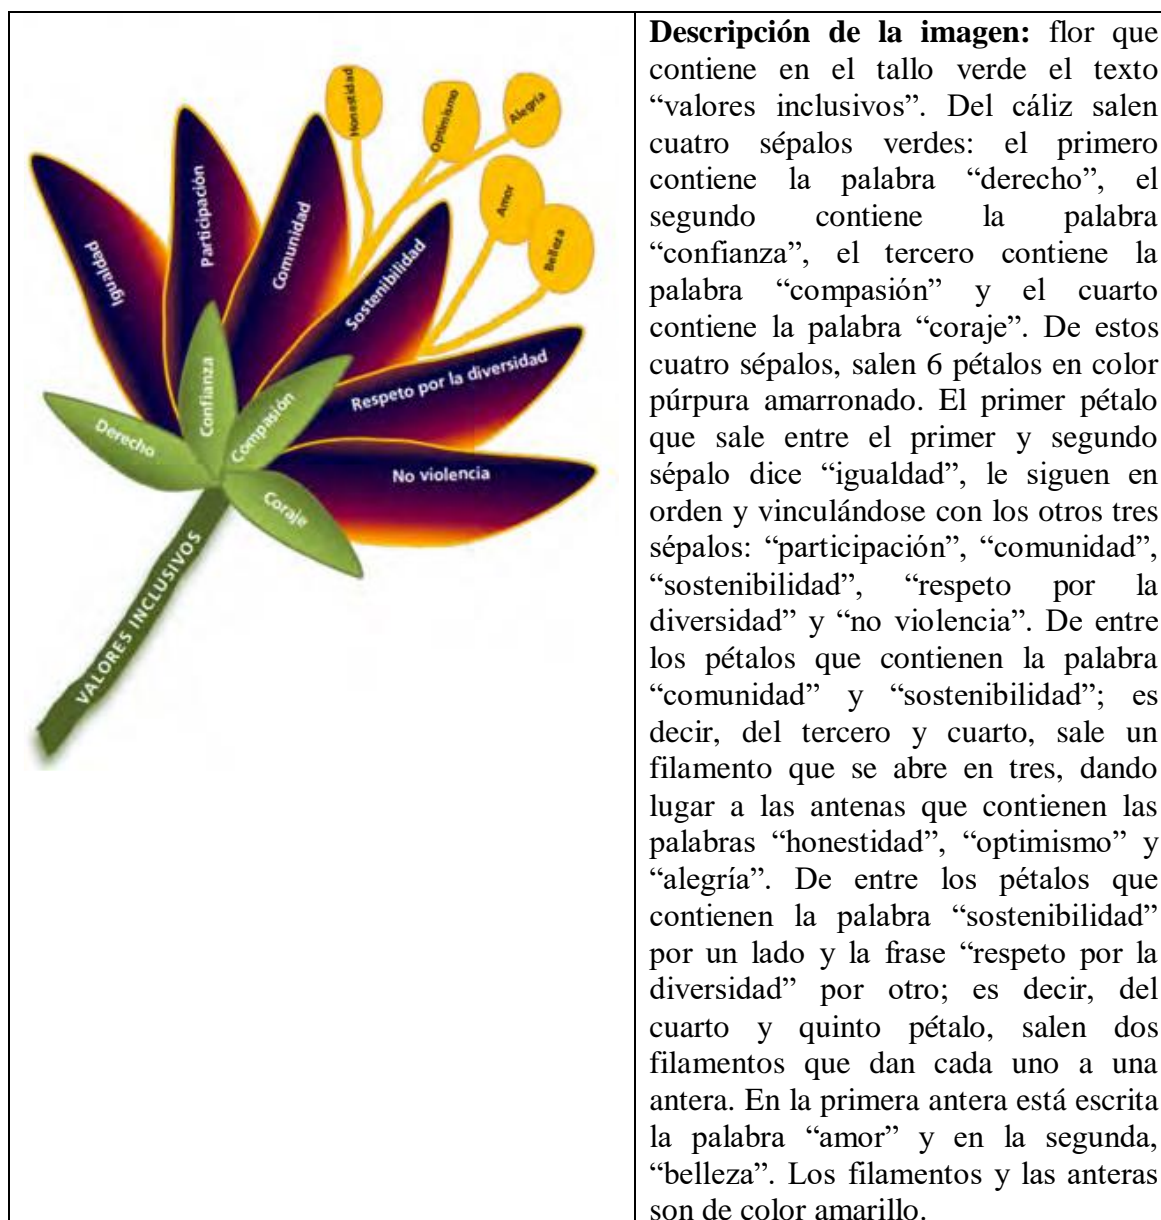 Honestidad
Optimismo
Alegría
Amor
Belleza
Igualdad
Participación
Comunidad
Sostenibilidad
Respeto por la diversidad
No violencia
Derecho
Confianza
Compasión
Coraje
VALORES INCLUSIVOS
Descripción de la imagen: flor que
contiene en el tallo verde el texto
“valores inclusivos”. Del cáliz salen
cuatro sépalos verdes: el primero
contiene la palabra “derecho”, el
segundo contiene la palabra
“confianza”, el tercero contiene la
palabra “compasión” y el cuarto
contiene la palabra “coraje”. De estos
cuatro sépalos, salen 6 pétalos en color
púrpura amarronado. El primer pétalo
que sale entre el primer y segundo
sépalo dice “igualdad”, le siguen en
orden y vinculándose con los otros tres
sépalos: “participación”, “comunidad”,
“sostenibilidad”, “respeto por la
diversidad” y “no violencia”. De entre
los pétalos que contienen la palabra
“comunidad” y “sostenibilidad”; es
decir, del tercero y cuarto, sale un
filamento que se abre en tres, dando
lugar a las antenas que contienen las
palabras “honestidad”, “optimismo” y
“alegría”. De entre los pétalos que
contienen la palabra “sostenibilidad”
por un lado y la frase “respeto por la
diversidad” por otro; es decir, del
cuarto y quinto pétalo, salen dos
filamentos que dan cada uno a una
antera. En la primera antera está escrita
la palabra “amor” y en la segunda,
“belleza”. Los filamentos y las anteras
son de color amarillo.